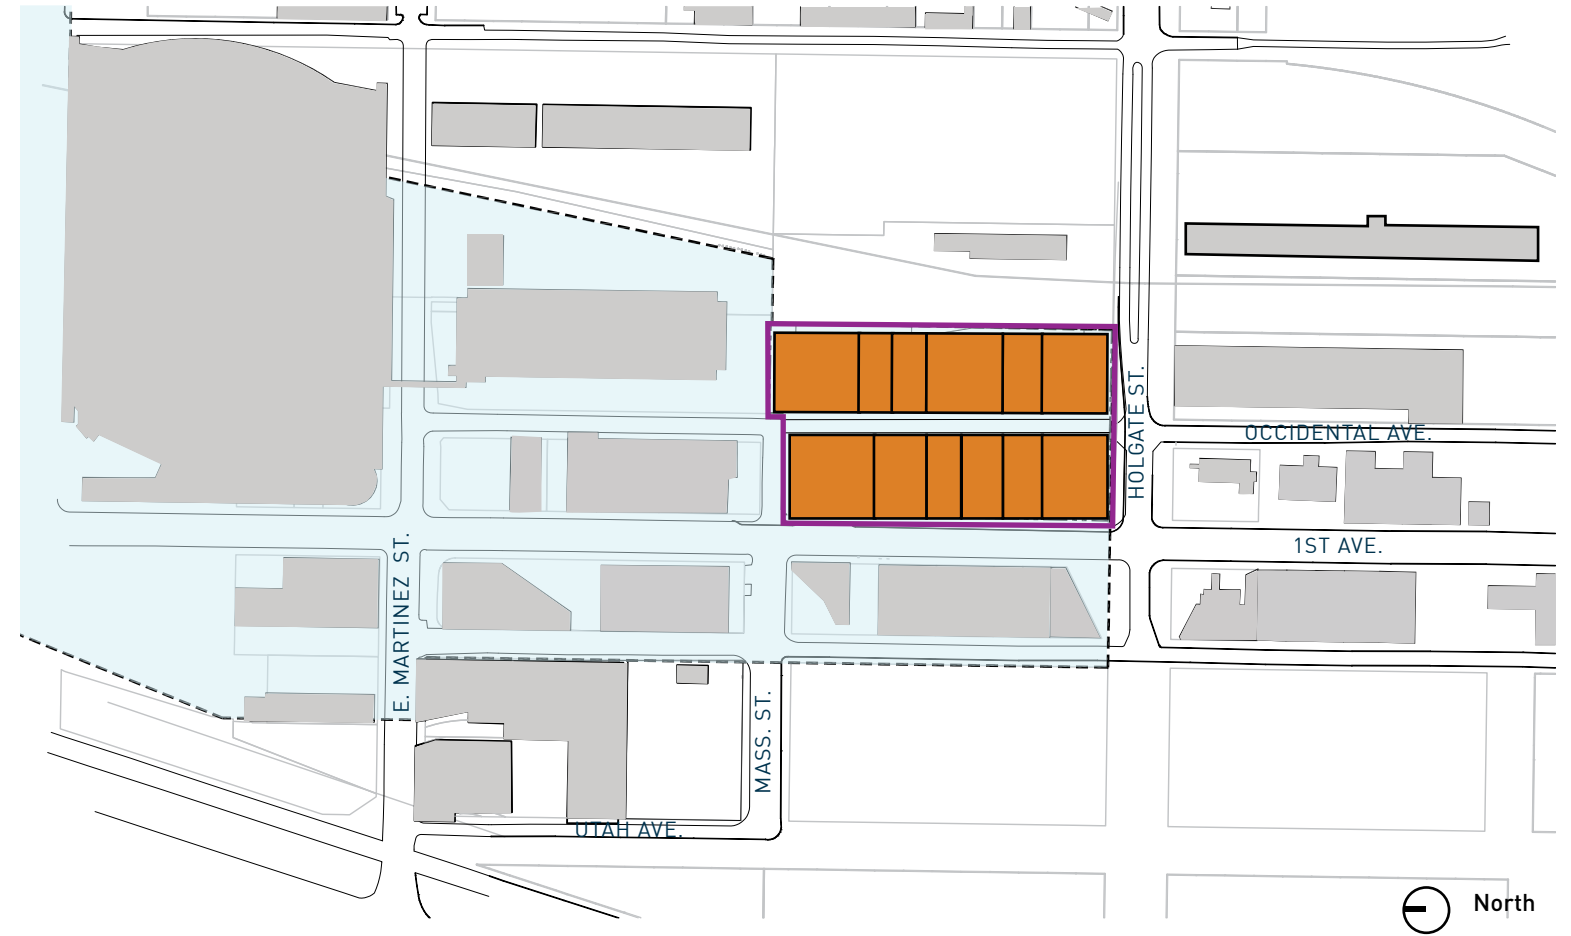 HOLGATE ST.
OCCIDENTAL AVE.
1ST AVE.
E. MARTINEZ ST.
MASS. ST.
UTAH AVE.
North